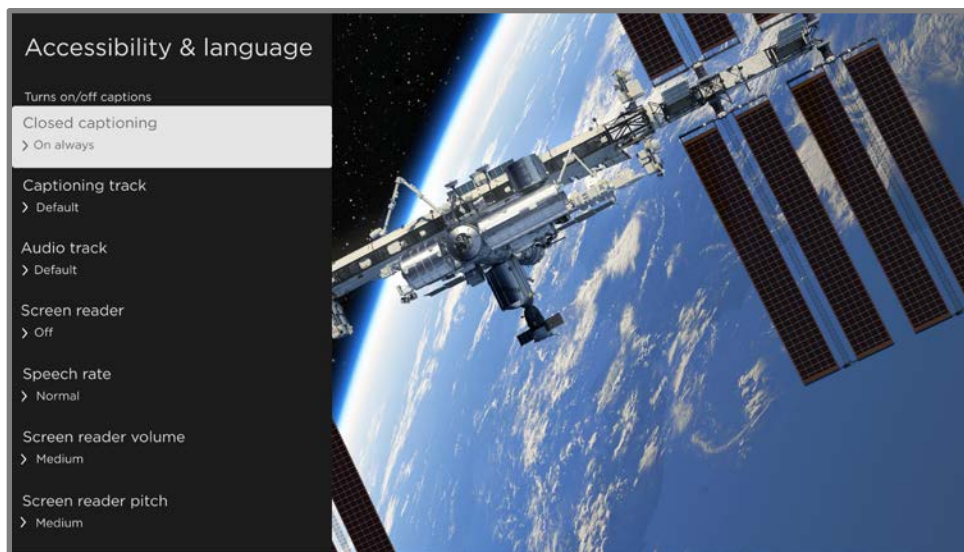 Accessibility & language
Turns on/off captions
Closed captioning
> On always
Captioning track
> Default
Audio track
> Default
Screen reader
> Off
Speech rate
> Normal
Screen reader volume
> Medium
Screen reader pitch
> Medium